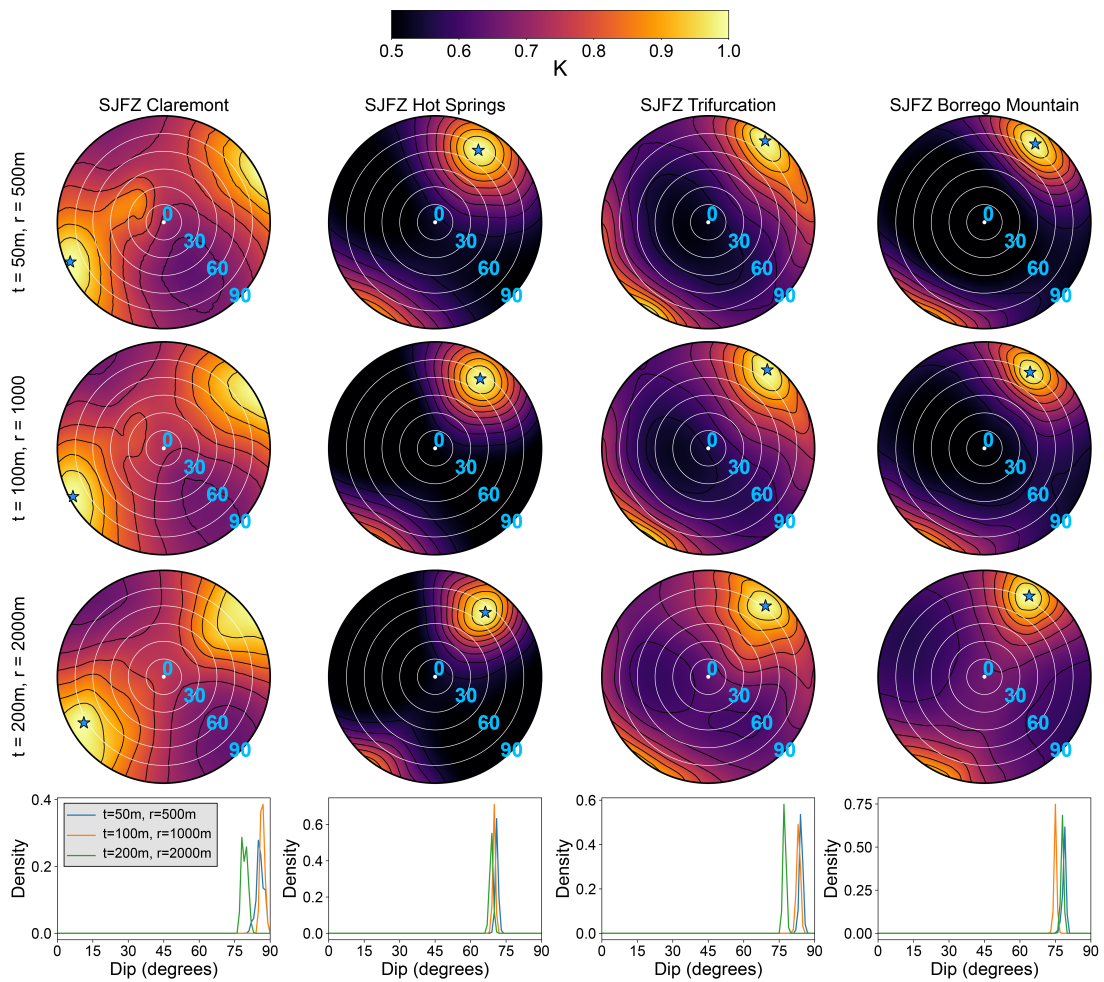 0.5 0.6 0.7 0.8 0.9 1.0
K
SJFZ Claremont SJFZ Hot Springs SJFZ Trifurcation SJFZ Borrego Mountain
t = 50m, r = 500m
0 0 0 0
30 30 30 30
60 60 60 60
90 90 90 90
t = 100m, r = 1000
0 0 0 0
30 30 30 30
60 60 60 60
90 90 90 90
t = 200m, r = 2000m
0 0 0 0
30 30 30 30
60 60 60 60
90 90 90 90
Density
0.4
0.2
0.0
t=50m, r=500m
t=100m, r=1000m
t=200m, r=2000m
0 15 30 45 60 75 90
Dip (degrees)
Density
0.6
0.4
0.2
0.0
0 15 30 45 60 75 90
Dip (degrees)
Density
0.6
0.4
0.2
0.0
0 15 30 45 60 75 90
Dip (degrees)
Density
0.75
0.50
0.25
0.00
0 15 30 45 60 75 90
Dip (degrees)